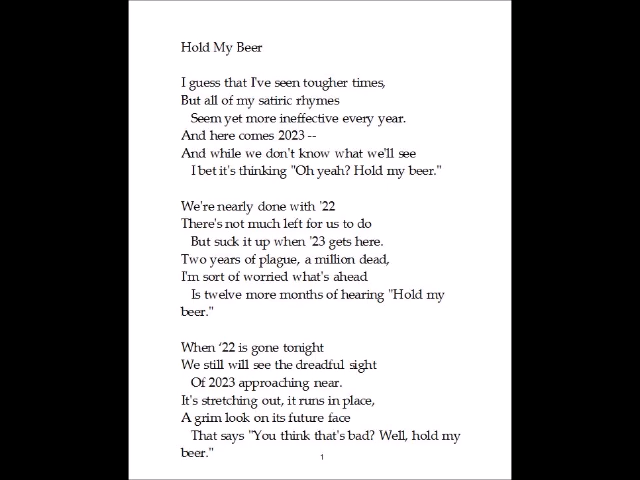 Hold My Beer
I guess that I've seen tougher times,
But all of my satiric rhymes
Seem yet more ineffective every year.
And here comes 2023 --
And while we don't know what we'll see
I bet it's thinking "Oh yeah? Hold my beer."
We're nearly done with '22
There's not much left for us to do
But suck it up when '23 gets here.
Two years of plague, a million dead,
I'm sort of worried what's ahead
Is twelve more months of hearing "Hold my
beer."
When ‘22 is gone tonight
We still will see the dreadful sight
Of 2023 approaching near.
It's stretching out, it runs in place,
A grim look on its future face
That says "You think that's bad? Well, hold my
beer."
1